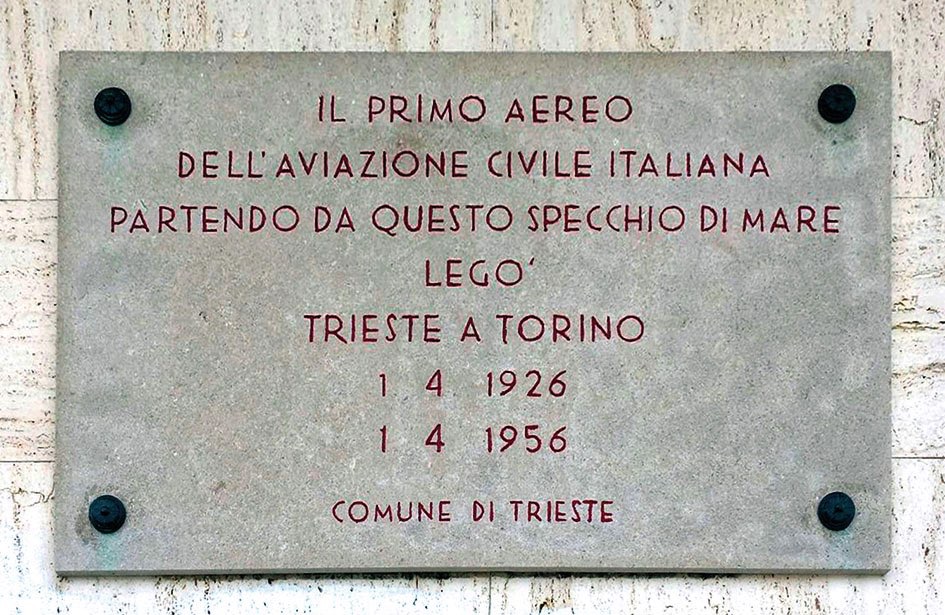 IL PRIMO AEREO
DELL'AVIAZIONE CIVILE ITALIANA
PARTENDO DA QUESTO SPECCHIO DI MARE
LEGO'
TRIESTE A TORINO
1 4 1926
1 4 1956
COMUNE DI TRIESTE